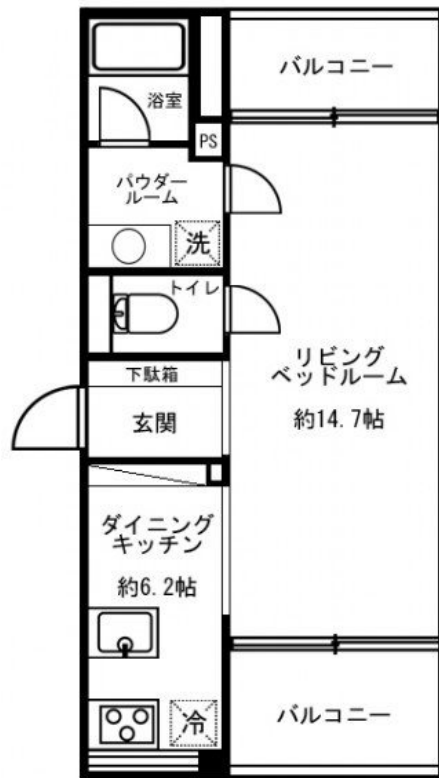 バルコニー
浴室
PS
パウダー
ルーム
洗
トイレ
リビング
ベッドルーム
約14.7帖
下駄箱
玄関
ダイニング
キッチン
約6.2帖
冷
バルコニー